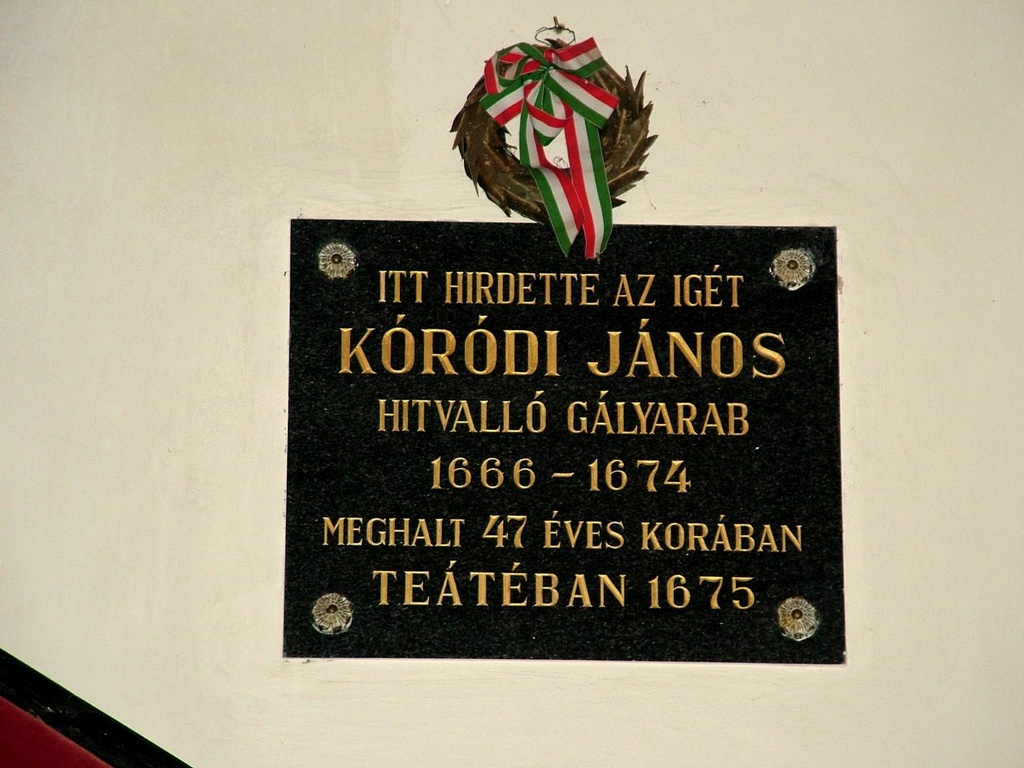 ITT HIRDETTE AZ IGÉT
KÓRÓDI JÁNOS
HITVALLÓ GÁLYARAB
1666 – 1674
MEGHALT 47 ÉVES KORÁBAN
TEÁTÉBAN 1675